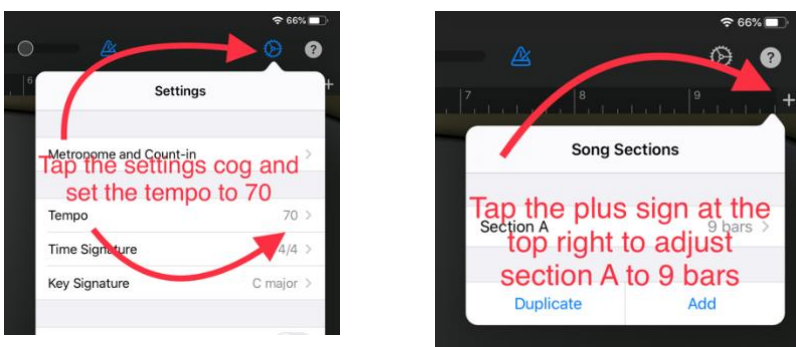 66%
?
6
+
Settings
Metronome and Count-in
Tap the settings cog and
set the tempo to 70
Tempo 70
Time Signature 4/4
Key Signature C major
66%
?
7 8 9
+
Song Sections
Tap the plus sign at the
Section A 9 bars
top right to adjust
section A to 9 bars
Duplicate Add